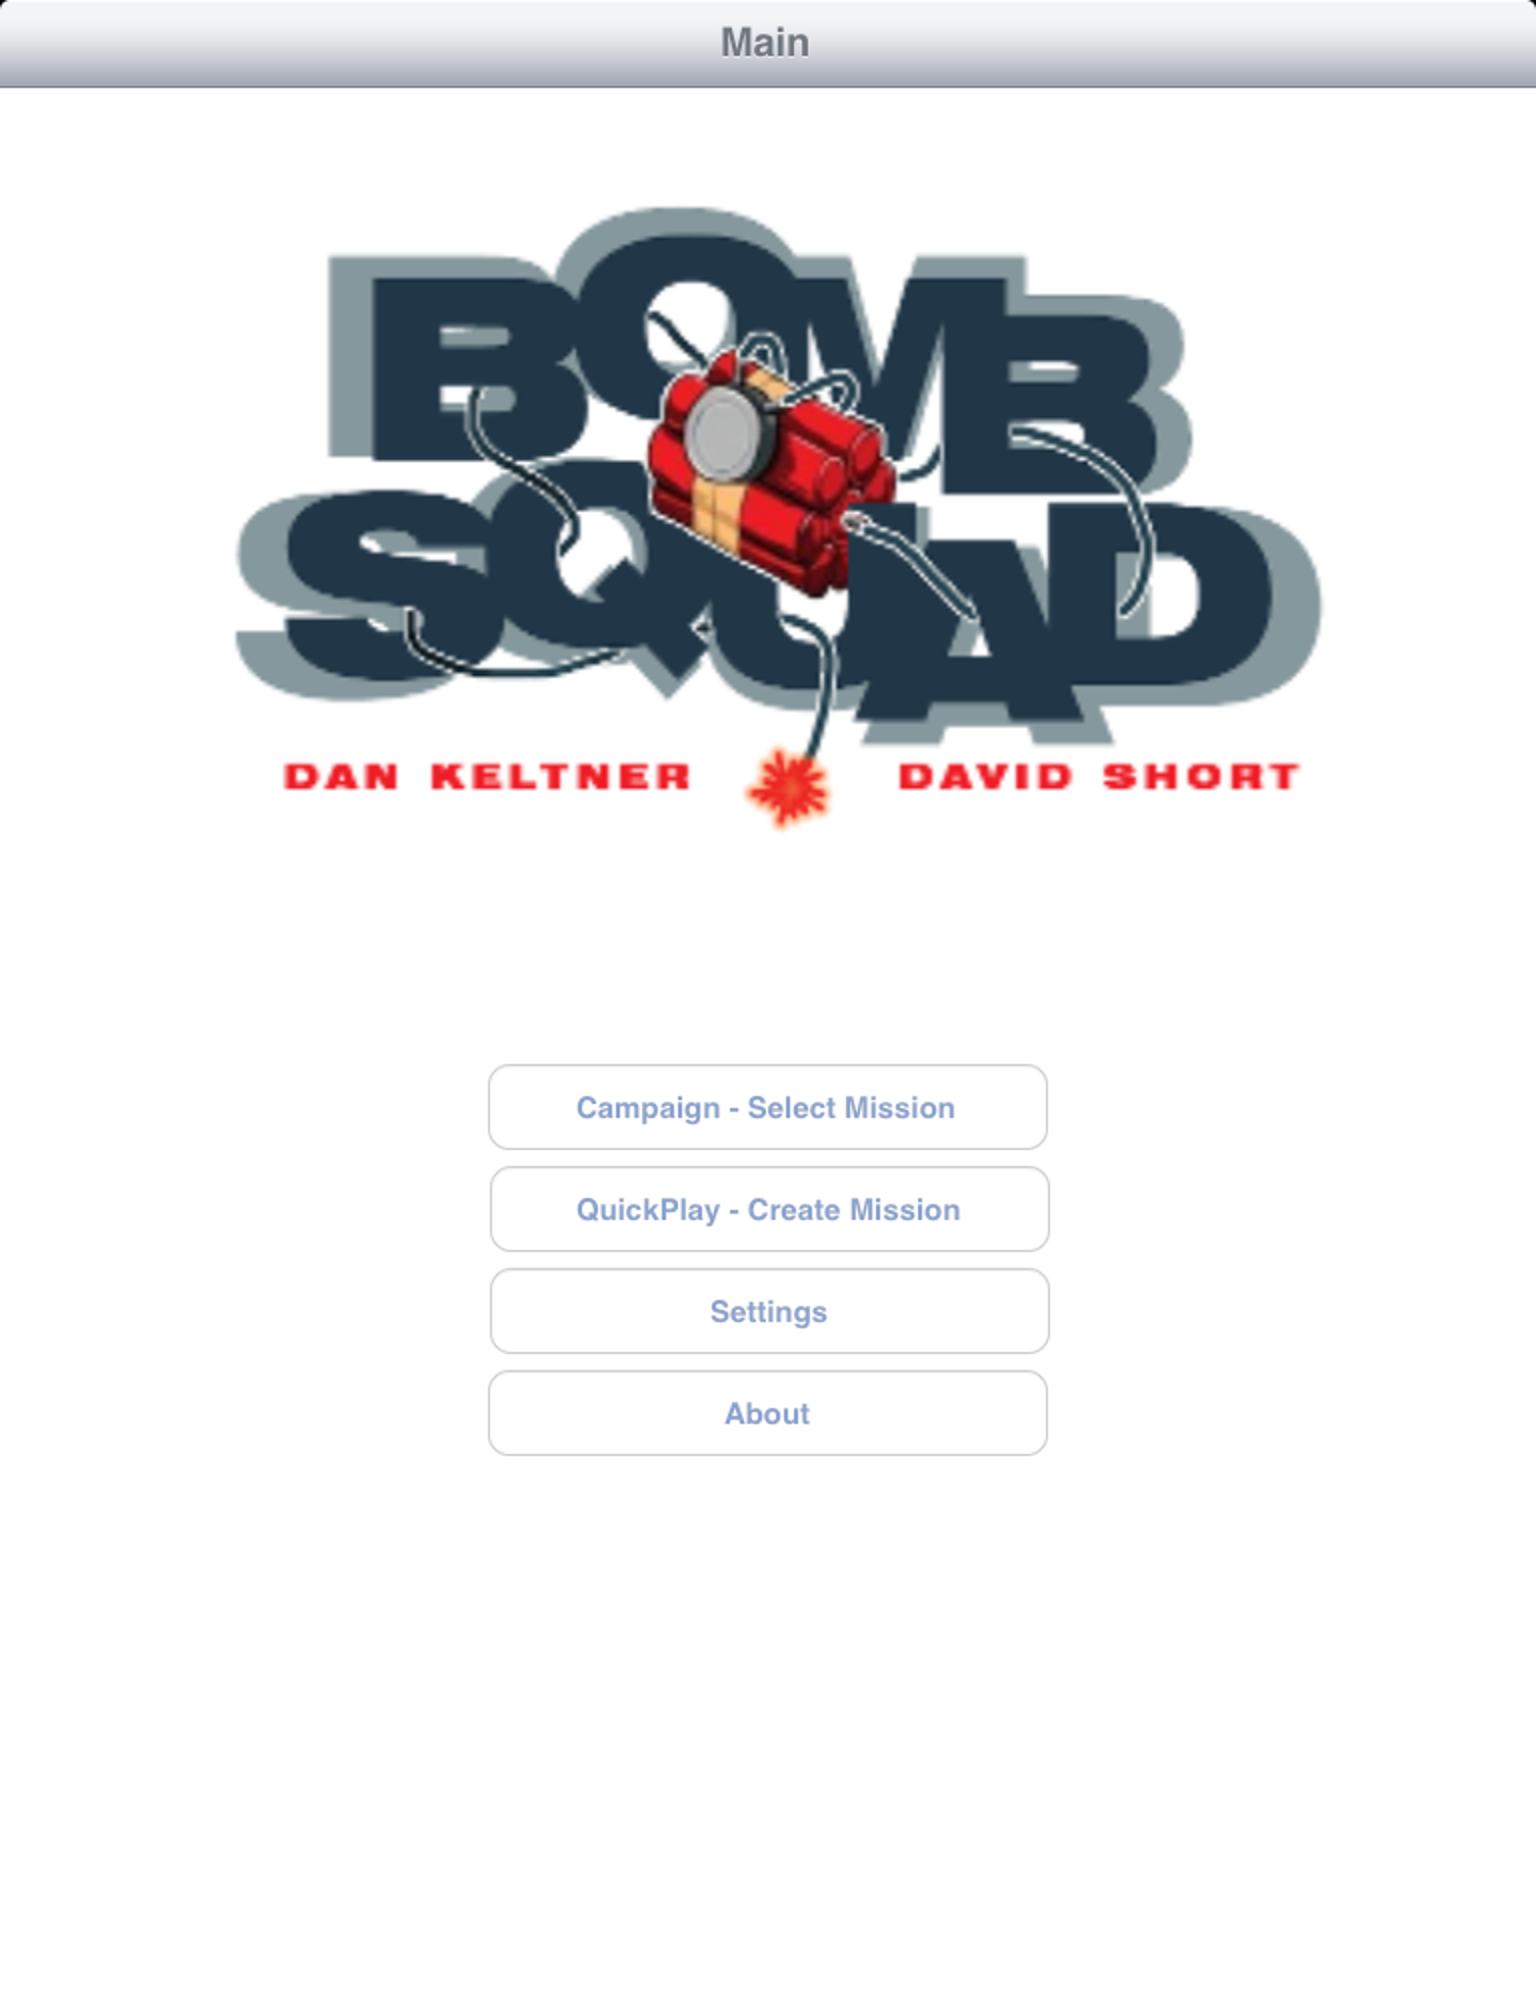 Main
BOMB
SQUAD
DAN KELTNER DAVID SHORT
Campaign - Select Mission
QuickPlay - Create Mission
Settings
About